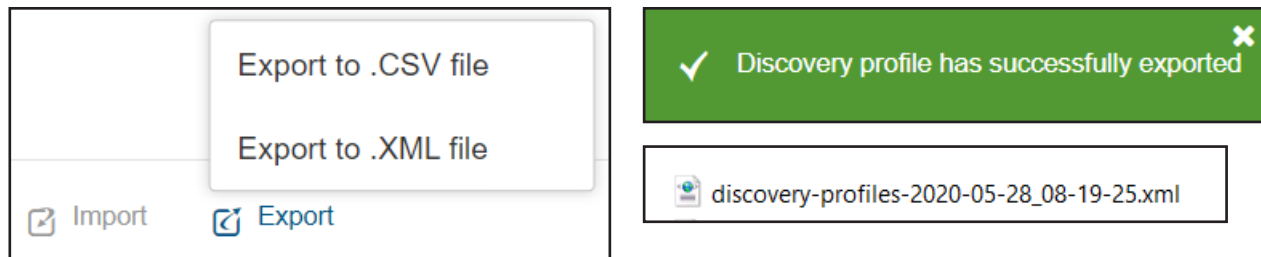 Export to .CSV file
Export to .XML file
Import Export
Discovery profile has successfully exported
discovery-profiles-2020-05-28_08-19-25.xml